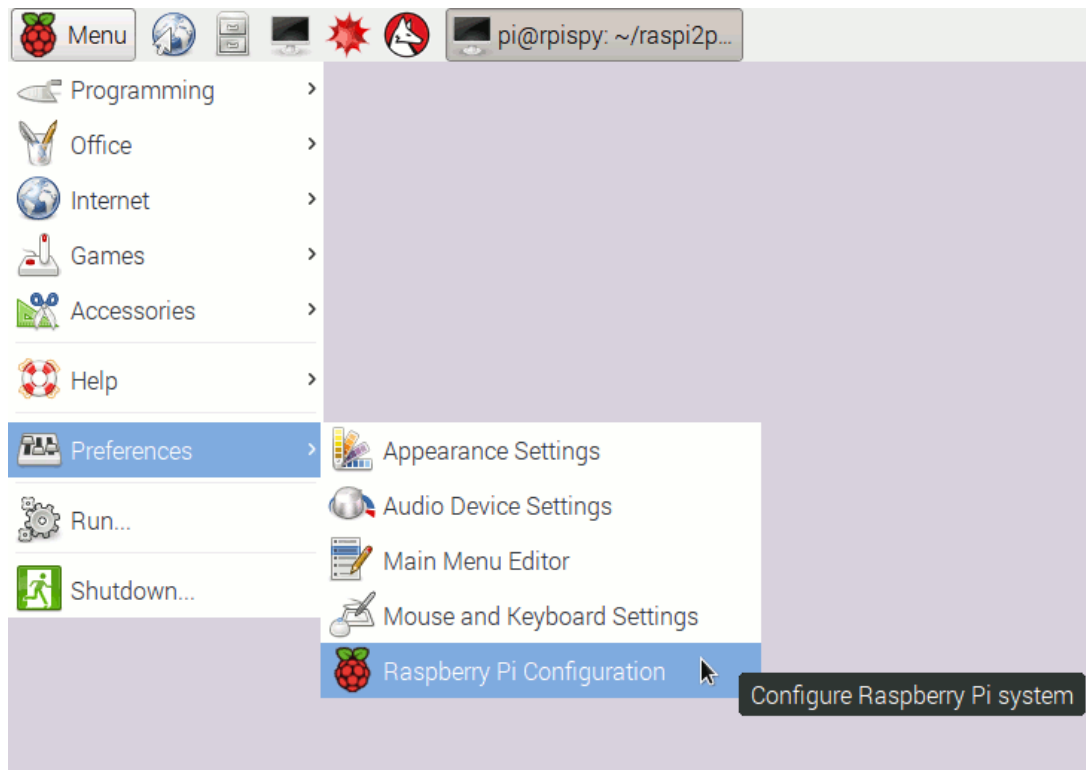 Menu
pi@rpispy: ~/raspi2p...
Programming
Office
Internet
Games
Accessories
Help
Preferences
Run...
Shutdown...
Appearance Settings
Audio Device Settings
Main Menu Editor
Mouse and Keyboard Settings
Raspberry Pi Configuration
Configure Raspberry Pi system